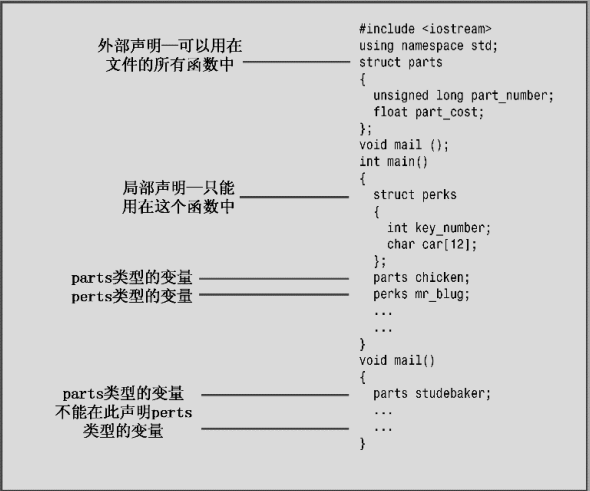 外部声明—可以用在
文件的所有函数中
局部声明—只能
用在这个函数中
parts类型的变量
perts类型的变量
parts类型的变量
不能在此声明perts
类型的变量
#include <iostream>
using namespace std;
struct parts
{
unsigned long part_number;
float part_cost;
};
void mail ();
int main()
{
struct perks
{
int key_number;
char car[12];
};
parts chicken;
perks mr_blug;
...
...
}
void mail()
{
parts studebaker;
...
...
}